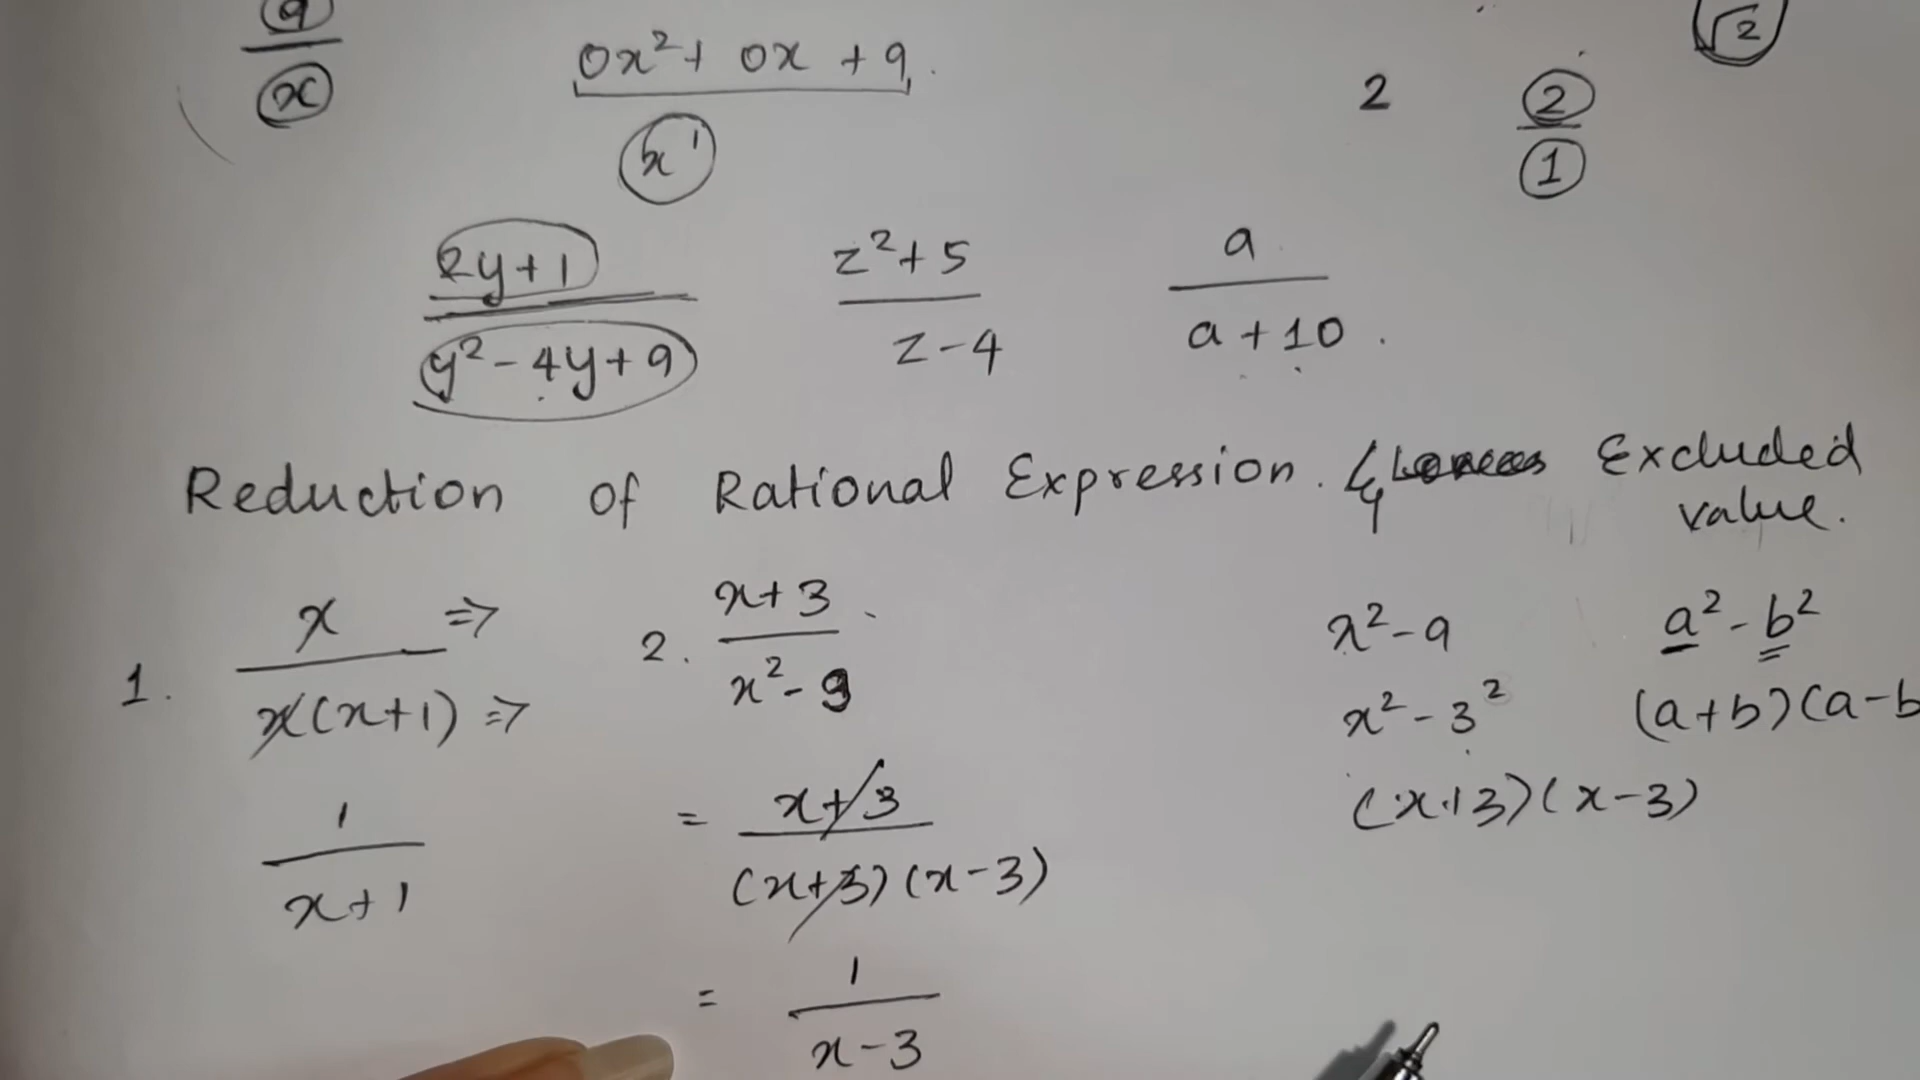 9/x
0x² + 0x + 9 / x¹
2
2/1
√2
2y+1 / y²-4y+9
z²+5 / z-4
a / a+10.
Reduction of Rational Expression. & Excluded value.
1. x ⇒ / x(x+1) ⇒
1 / x+1
2. x+3 / x²-9
= x+3 / (x+3)(x-3)
= 1 / x-3
x²-9
x²-3²
(x+3)(x-3)
a²-b²
(a+b)(a-b